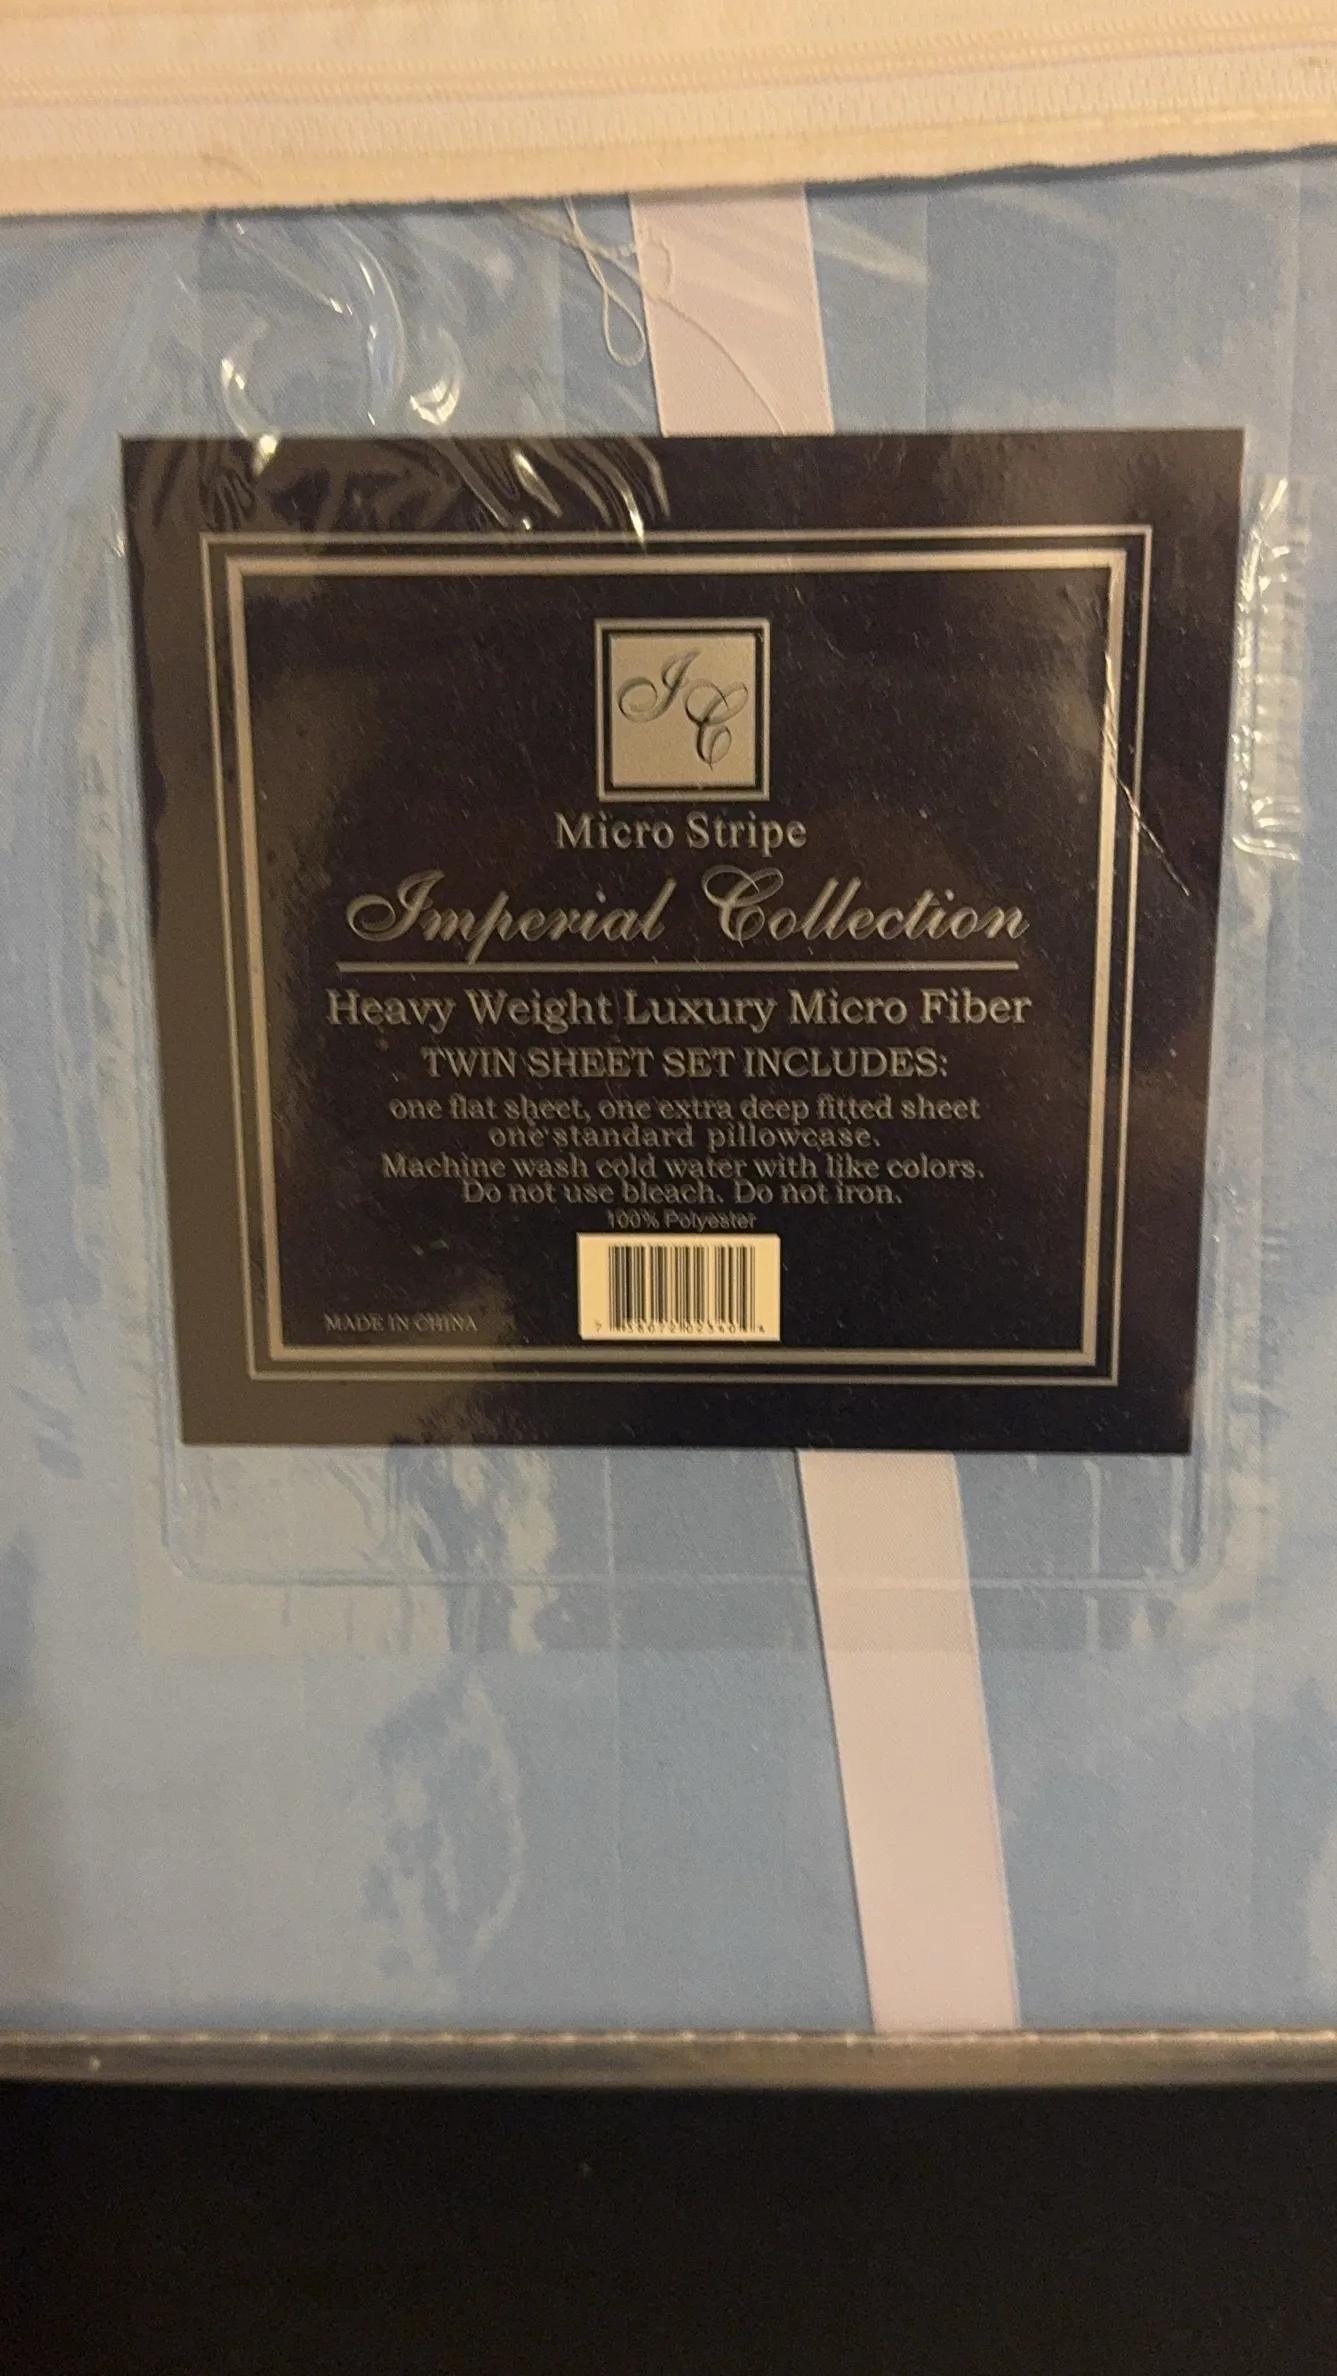 IC
Micro Stripe
Imperial Collection
Heavy Weight Luxury Micro Fiber
TWIN SHEET SET INCLUDES:
one flat sheet, one extra deep fitted sheet
one standard pillowcase.
Machine wash cold water with like colors.
Do not use bleach. Do not iron.
100% Polyester
MADE IN CHINA